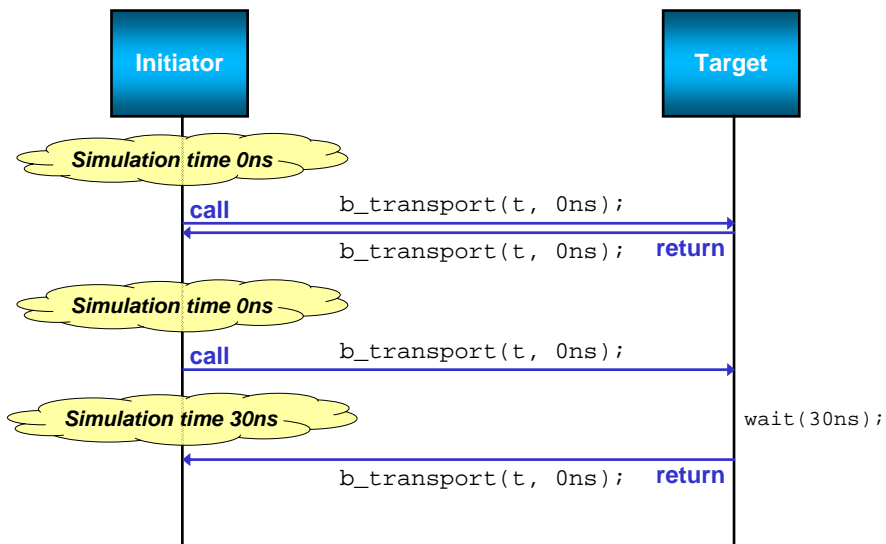 Initiator
Target
Simulation time 0ns
call
b_transport(t, 0ns);
b_transport(t, 0ns);
return
Simulation time 0ns
call
b_transport(t, 0ns);
Simulation time 30ns
wait(30ns);
b_transport(t, 0ns);
return